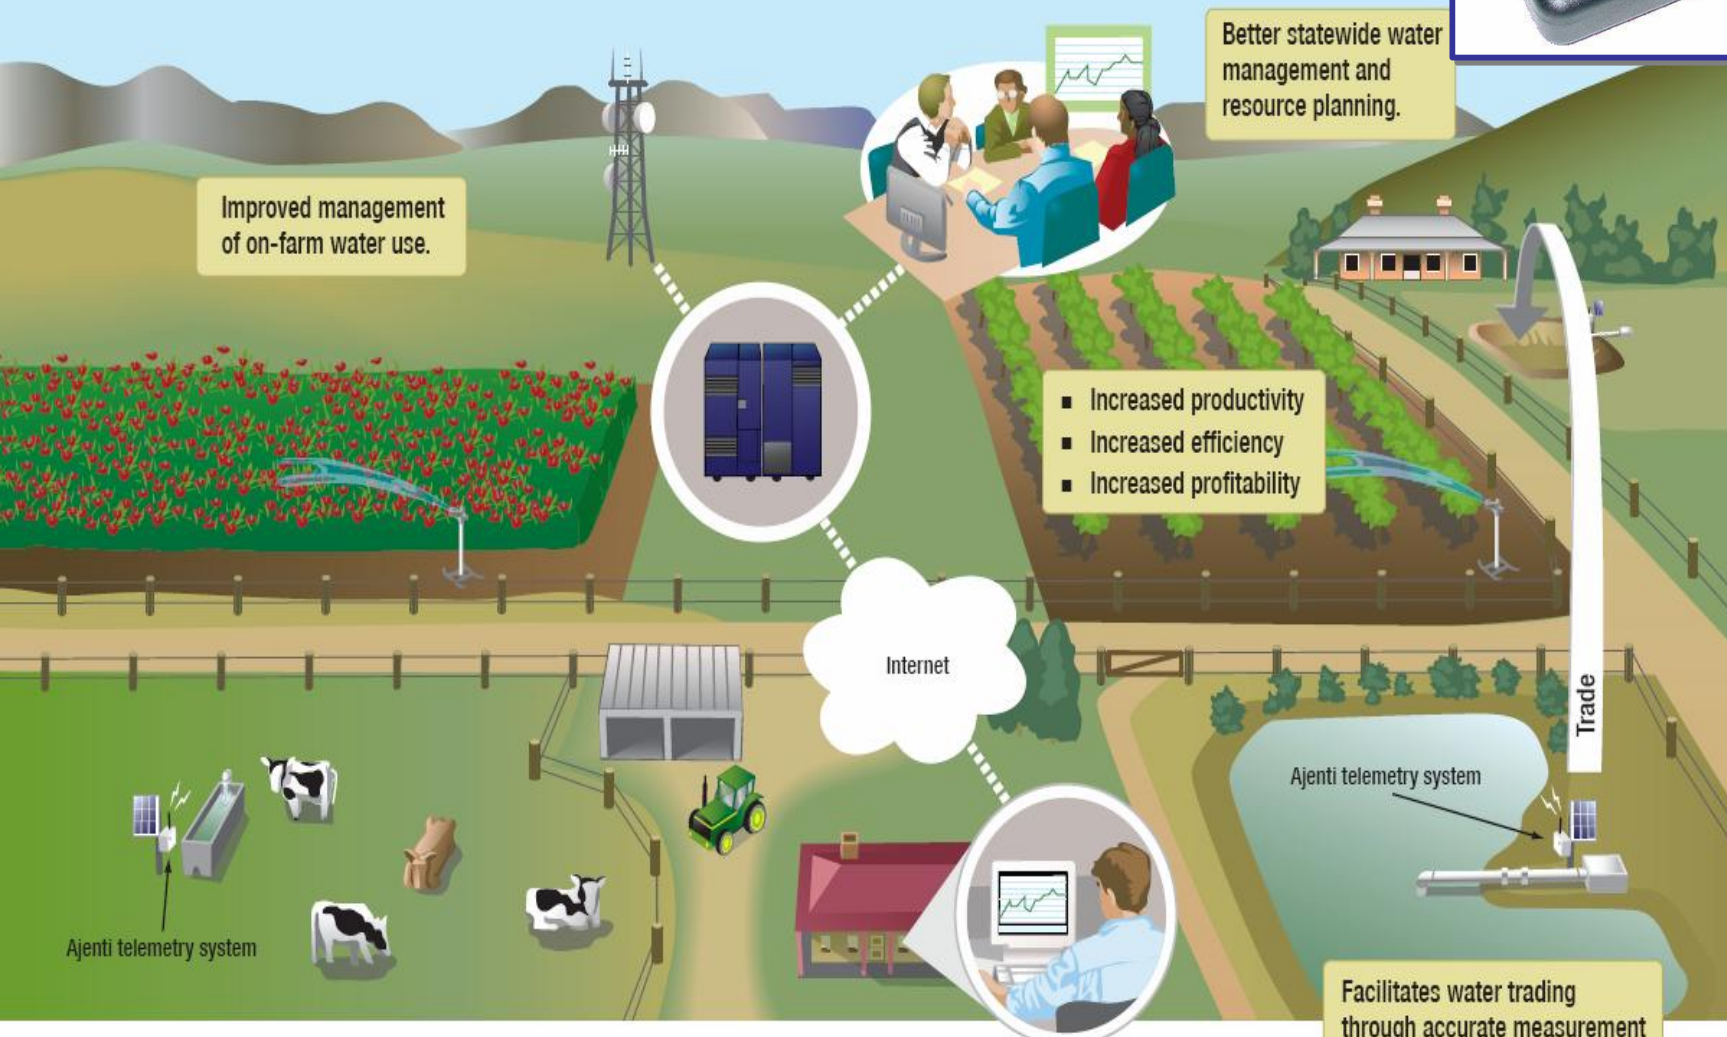 Better statewide water
management and
resource planning.
Improved management
of on-farm water use.
▪ Increased productivity
▪ Increased efficiency
▪ Increased profitability
Internet
Trade
Ajenti telemetry system
Ajenti telemetry system
Facilitates water trading
through accurate measurement